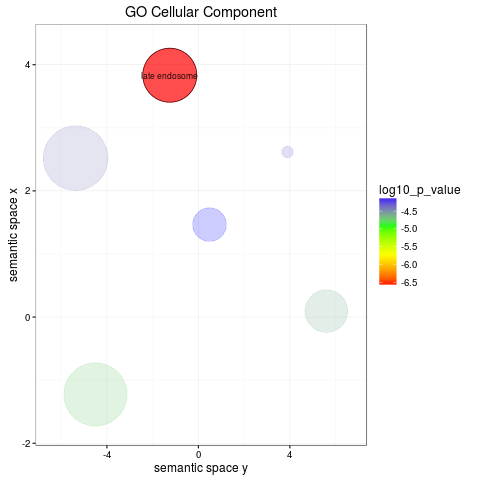 GO Cellular Component
late endosome
semantic space x
4
2
0
-2
-4
0
4
semantic space y
log10_p_value
-4.5
-5.0
-5.5
-6.0
-6.5